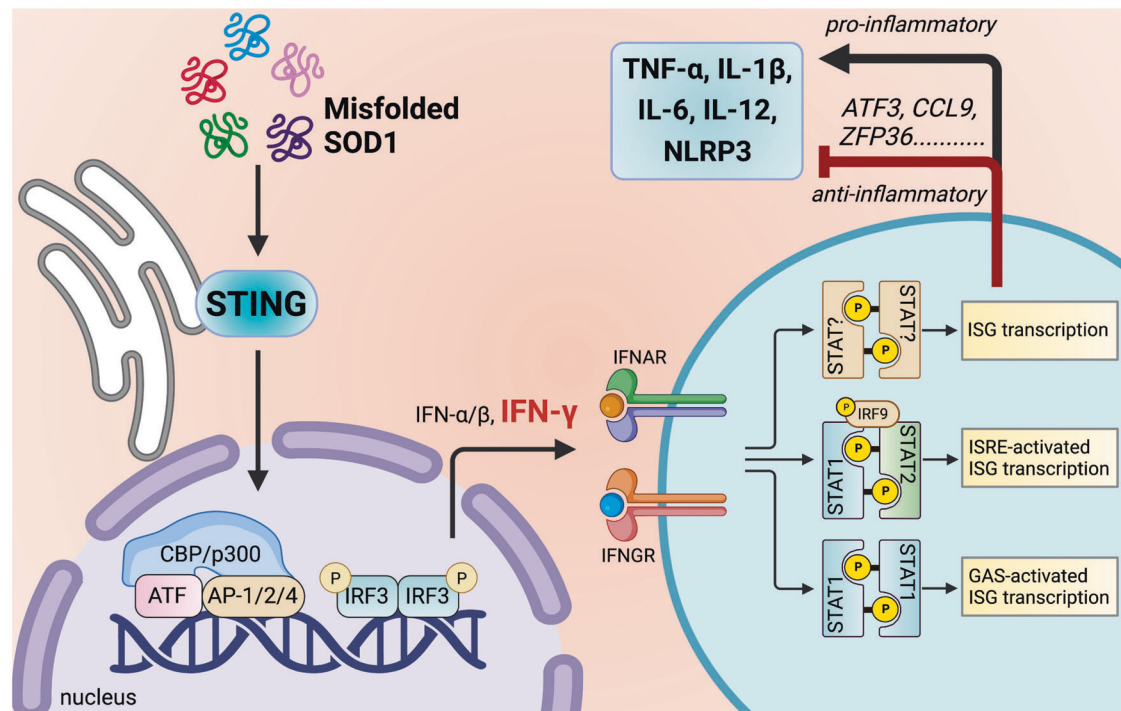 Misfolded
SOD1
STING
CBP/p300
ATF
AP-1/2/4
P
P
IRF3
IRF3
nucleus
IFN-α/β, IFN-γ
IFNAR
IFNGR
pro-inflammatory
TNF-α, IL-1β,
IL-6, IL-12,
NLRP3
ATF3, CCL9,
ZFP36...........
anti-inflammatory
STAT?
P
P
STAT?
ISG transcription
P
IRF9
STAT1
P
P
STAT2
ISRE-activated
ISG transcription
STAT1
P
P
STAT1
GAS-activated
ISG transcription